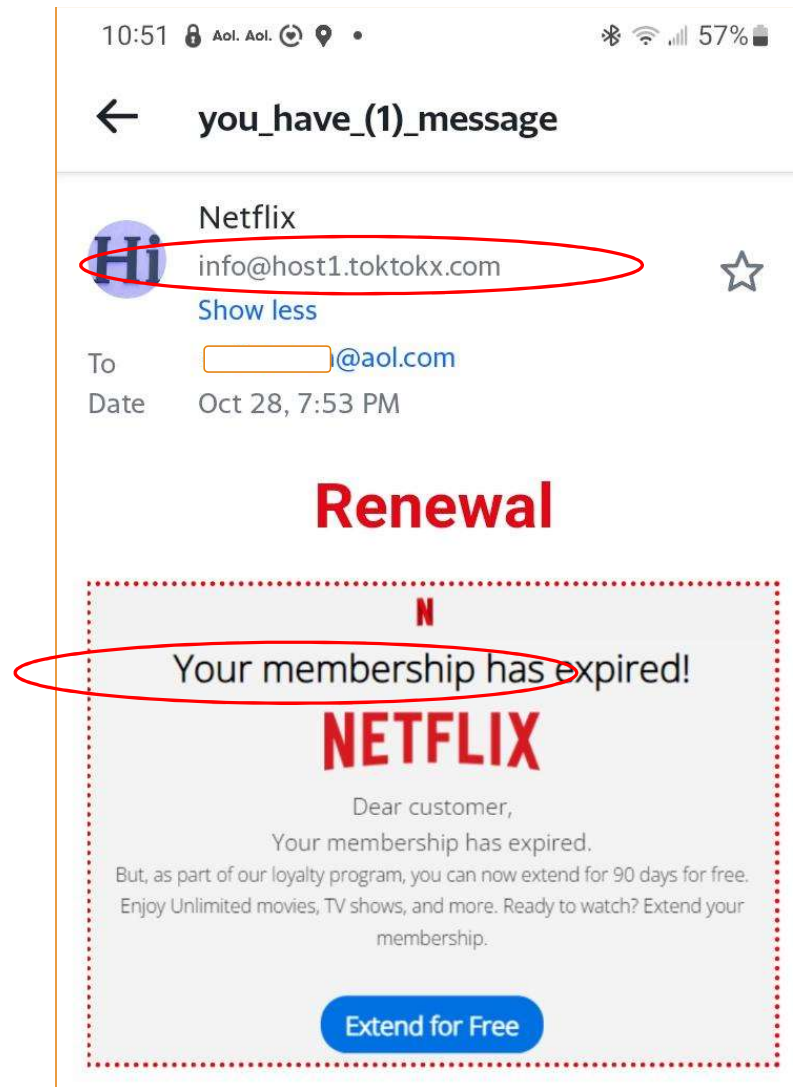 10:51 Aol. Aol. 57%
you_have_(1)_message
Hi
Netflix
info@host1.toktokx.com
Show less
To @aol.com
Date Oct 28, 7:53 PM
Renewal
N
Your membership has expired!
NETFLIX
Dear customer,
Your membership has expired.
But, as part of our loyalty program, you can now extend for 90 days for free.
Enjoy Unlimited movies, TV shows, and more. Ready to watch? Extend your
membership.
Extend for Free